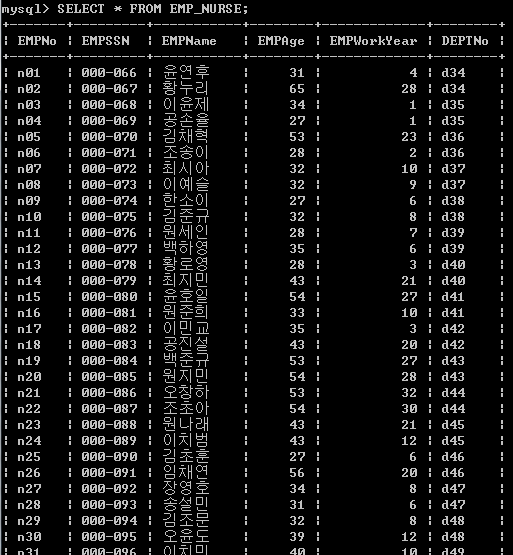 mysql> SELECT * FROM EMP_NURSE;
EMPNo | EMPSSN | EMPName | EMPAge | EMPWorkYear | DEPTNo
n01 | 000-066 | 윤연후 | 31 | 4 | d34
n02 | 000-067 | 황누리 | 65 | 28 | d34
n03 | 000-068 | 이윤제 | 34 | 1 | d35
n04 | 000-069 | 공손율 | 27 | 1 | d35
n05 | 000-070 | 김채혁 | 53 | 23 | d36
n06 | 000-071 | 조송이 | 28 | 2 | d36
n07 | 000-072 | 최시아 | 32 | 10 | d37
n08 | 000-073 | 이예슬 | 32 | 9 | d37
n09 | 000-074 | 한소이 | 27 | 6 | d38
n10 | 000-075 | 김준규 | 32 | 8 | d38
n11 | 000-076 | 원세인 | 28 | 7 | d39
n12 | 000-077 | 백하영 | 35 | 6 | d39
n13 | 000-078 | 황로영 | 28 | 3 | d40
n14 | 000-079 | 최지민 | 43 | 21 | d40
n15 | 000-080 | 윤호일 | 54 | 27 | d41
n16 | 000-081 | 원준희 | 33 | 10 | d41
n17 | 000-082 | 이민교 | 35 | 3 | d42
n18 | 000-083 | 공진설 | 43 | 20 | d42
n19 | 000-084 | 백준규 | 53 | 27 | d43
n20 | 000-085 | 원지민 | 54 | 28 | d43
n21 | 000-086 | 오창하 | 53 | 32 | d44
n22 | 000-087 | 조초아 | 54 | 30 | d44
n23 | 000-088 | 원나래 | 43 | 21 | d45
n24 | 000-089 | 이치범 | 43 | 12 | d45
n25 | 000-090 | 김초훈 | 27 | 6 | d46
n26 | 000-091 | 임채연 | 56 | 20 | d46
n27 | 000-092 | 장영호 | 34 | 8 | d47
n28 | 000-093 | 송설민 | 31 | 6 | d47
n29 | 000-094 | 김조문 | 32 | 8 | d48
n30 | 000-095 | 오윤도 | 39 | 12 | d48
n31 | 000-096 | 이치민 | 40 | 10 | d49